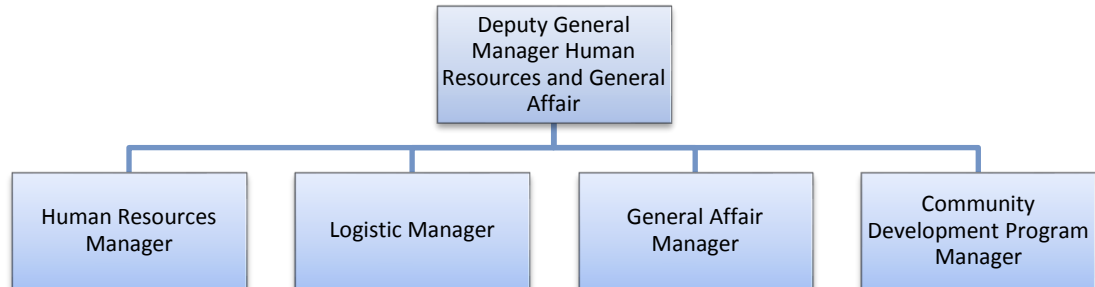 Deputy General
Manager Human
Resources and General
Affair
Human Resources
Manager
Logistic Manager
General Affair
Manager
Community
Development Program
Manager